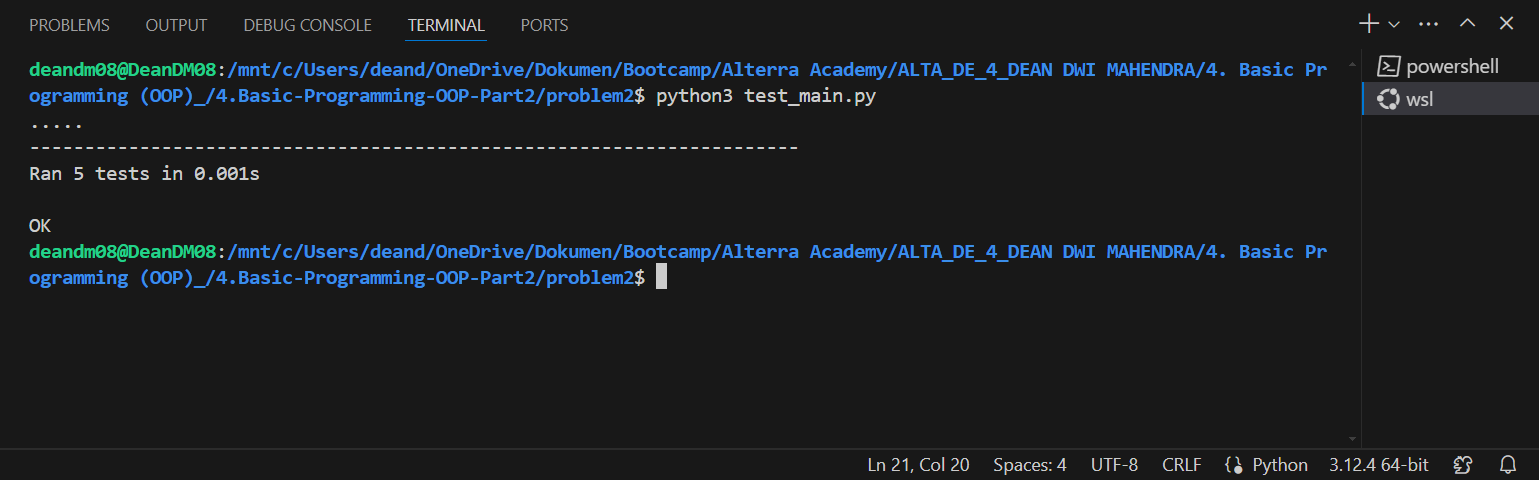 PROBLEMS OUTPUT DEBUG CONSOLE TERMINAL PORTS
deandm08@DeanDM08:/mnt/c/Users/deand/OneDrive/Dokumen/Bootcamp/Alterra Academy/ALTA_DE_4_DEAN DWI MAHENDRA/4. Basic Pr
ogramming (OOP)_/4.Basic-Programming-OOP-Part2/problem2$ python3 test_main.py
.....
----------------------------------------------------------------------
Ran 5 tests in 0.001s
OK
deandm08@DeanDM08:/mnt/c/Users/deand/OneDrive/Dokumen/Bootcamp/Alterra Academy/ALTA_DE_4_DEAN DWI MAHENDRA/4. Basic Pr
ogramming (OOP)_/4.Basic-Programming-OOP-Part2/problem2$
powershell
wsl
Ln 21, Col 20 Spaces: 4 UTF-8 CRLF Python 3.12.4 64-bit